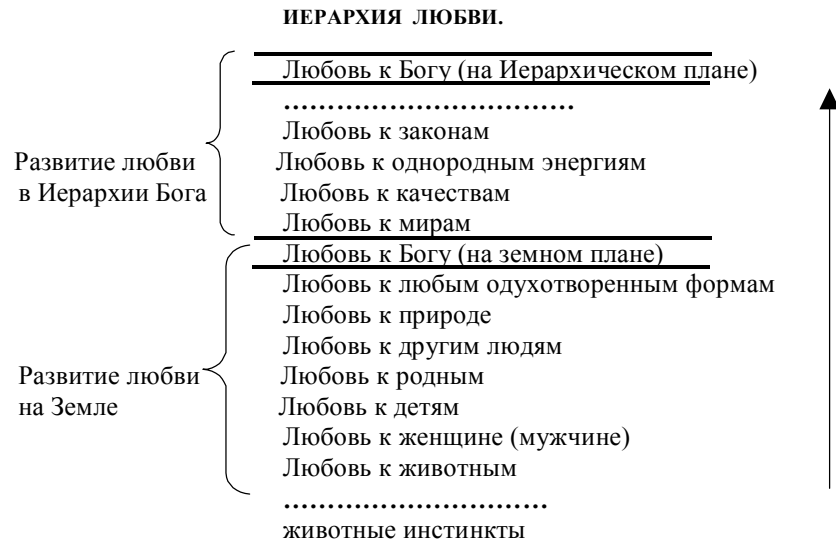 ИЕРАРХИЯ ЛЮБВИ.
Любовь к Богу (на Иерархическом плане)
.................................
Любовь к законам
Развитие любви
в Иерархии Бога
Любовь к однородным энергиям
Любовь к качествам
Любовь к мирам
Любовь к Богу (на земном плане)
Любовь к любым одухотворенным формам
Любовь к природе
Любовь к другим людям
Развитие любви
на Земле
Любовь к родным
Любовь к детям
Любовь к женщине (мужчине)
Любовь к животным
..............................
животные инстинкты